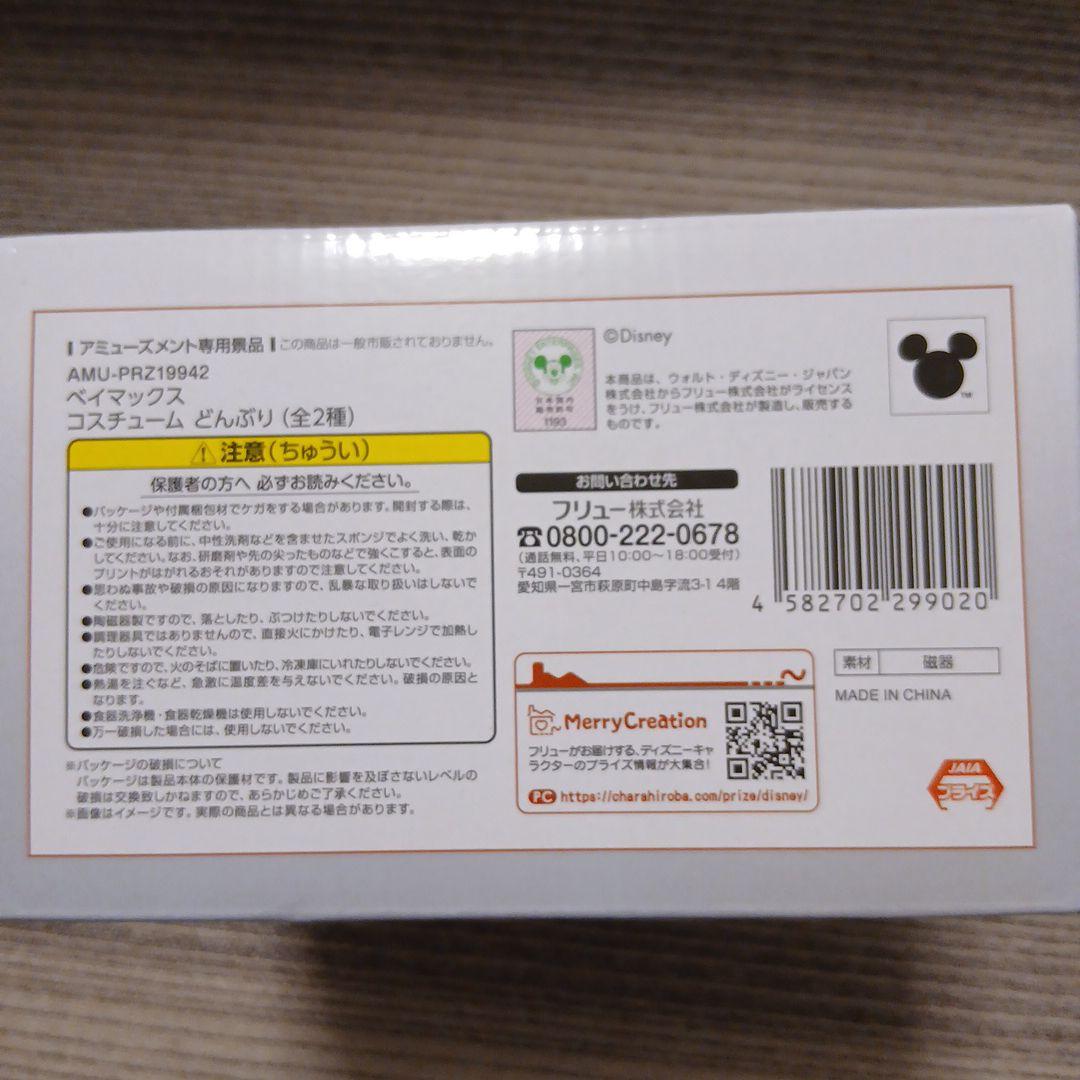 アミューズメント専用景品 この商品は一般市販されておりません。
AMU-PRZ19942
ベイマックス
コスチューム どんぶり(全2種)
注意(ちゅうい)
保護者の方へ 必ずお読みください。
●パッケージや付属梱包材でケガをする場合があります。開封する際は、
十分に注意してください。
●ご使用になる前に、中性洗剤などを含ませたスポンジでよく洗い、乾か
してください。なお、研磨剤や先の尖ったものなどで強くこすると、表面の
プリントがはがれるおそれがありますので注意してください。
●思わぬ事故や破損の原因になりますので、乱暴な取り扱いはしないで
ください。
●陶磁器製ですので、落としたり、ぶつけたりしないでください。
●調理器具ではありませんので、直接火にかけたり、電子レンジで加熱し
たりしないでください。
●危険ですので、火のそばに置いたり、冷凍庫にいれたりしないでください。
●熱湯を注ぐなど、急激に温度差を与えないでください。破損の原因と
なります。
●食器洗浄機・食器乾燥機は使用しないでください。
●万一破損した場合には、使用しないでください。
※パッケージの破損について
パッケージは製品本体の保護材です。製品に影響を及ぼさないレベルの
破損は交換致しかねますので、あらかじめご了承ください。
※画像はイメージです。実際の商品とは異なる場合があります。
日本国内
販売許可
1193
©Disney
本商品は、ウォルト・ディズニー・ジャパン
株式会社からフリュー株式会社がライセンス
をうけ、フリュー株式会社が製造し、販売する
ものです。
TM
お問い合わせ先
フリュー株式会社
☎0800-222-0678
(通話無料、平日10:00～18:00受付)
〒491-0364
愛知県一宮市萩原町中島字流3-1 4階
4 582702 299020
素材 磁器
MADE IN CHINA
MerryCreation
フリューがお届けする、ディズニーキャ
ラクターのプライズ情報が大集合!
PC https://charahiroba.com/prize/disney/
JAIA
プライズ